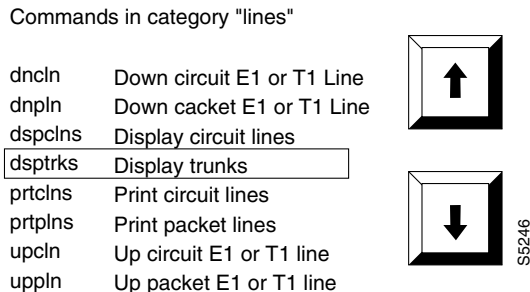 Commands in category "lines"
dncln Down circuit E1 or T1 Line
dnpln Down cacket E1 or T1 Line
dspclns Display circuit lines
dsptrks Display trunks
prtclns Print circuit lines
prtplns Print packet lines
upcln Up circuit E1 or T1 line
uppln Up packet E1 or T1 line
S5246